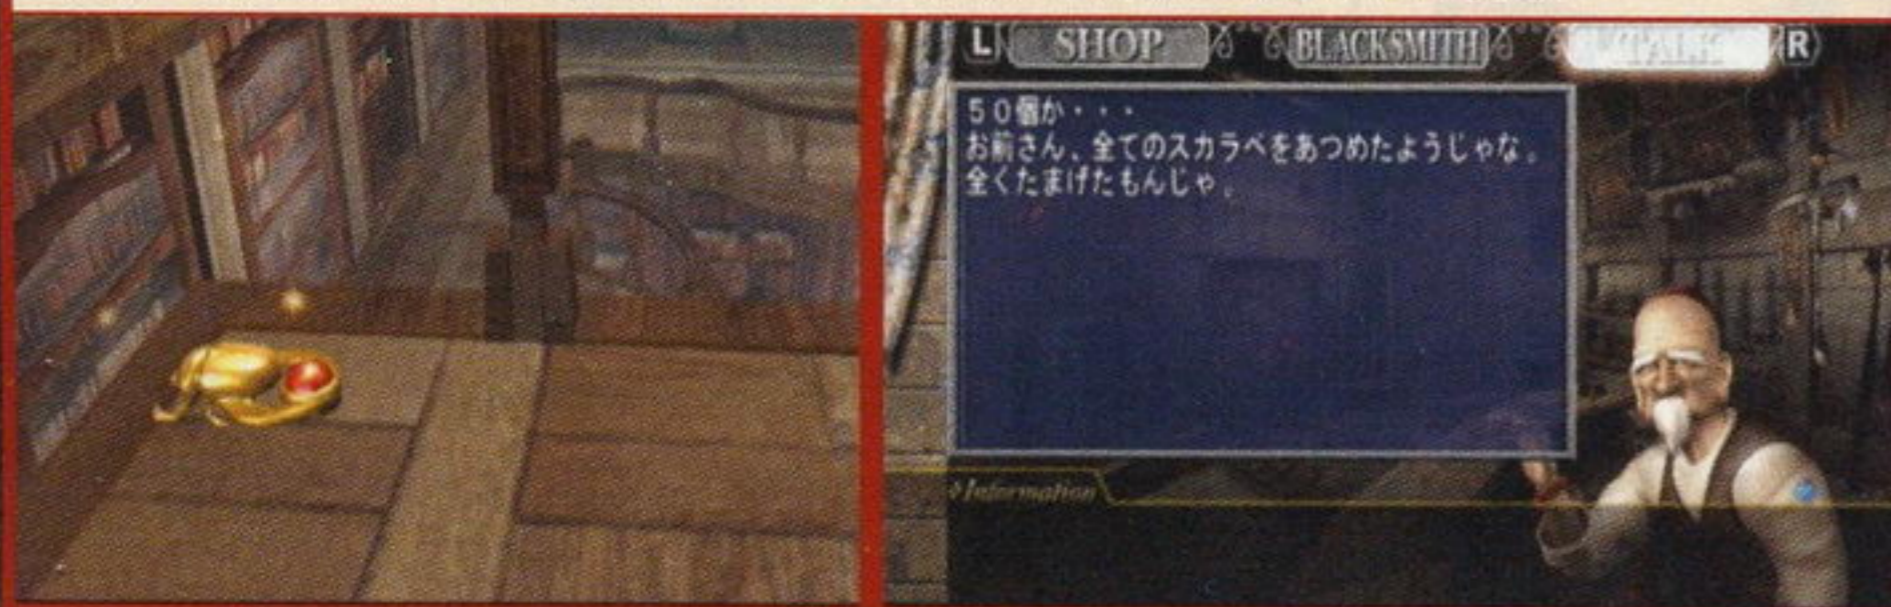 L SHOP BLACKSMITH TALK R
50個か・・・
お前さん、全てのスカラベをあつめたようじゃな。
全くたまげたもんじゃ。
Information